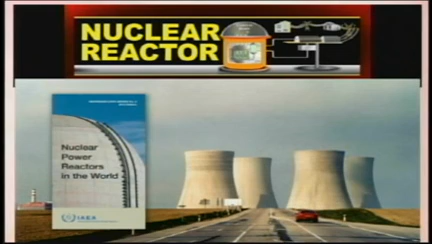 NUCLEAR
REACTOR
Nuclear
Power
Reactors
in the World
IAEA